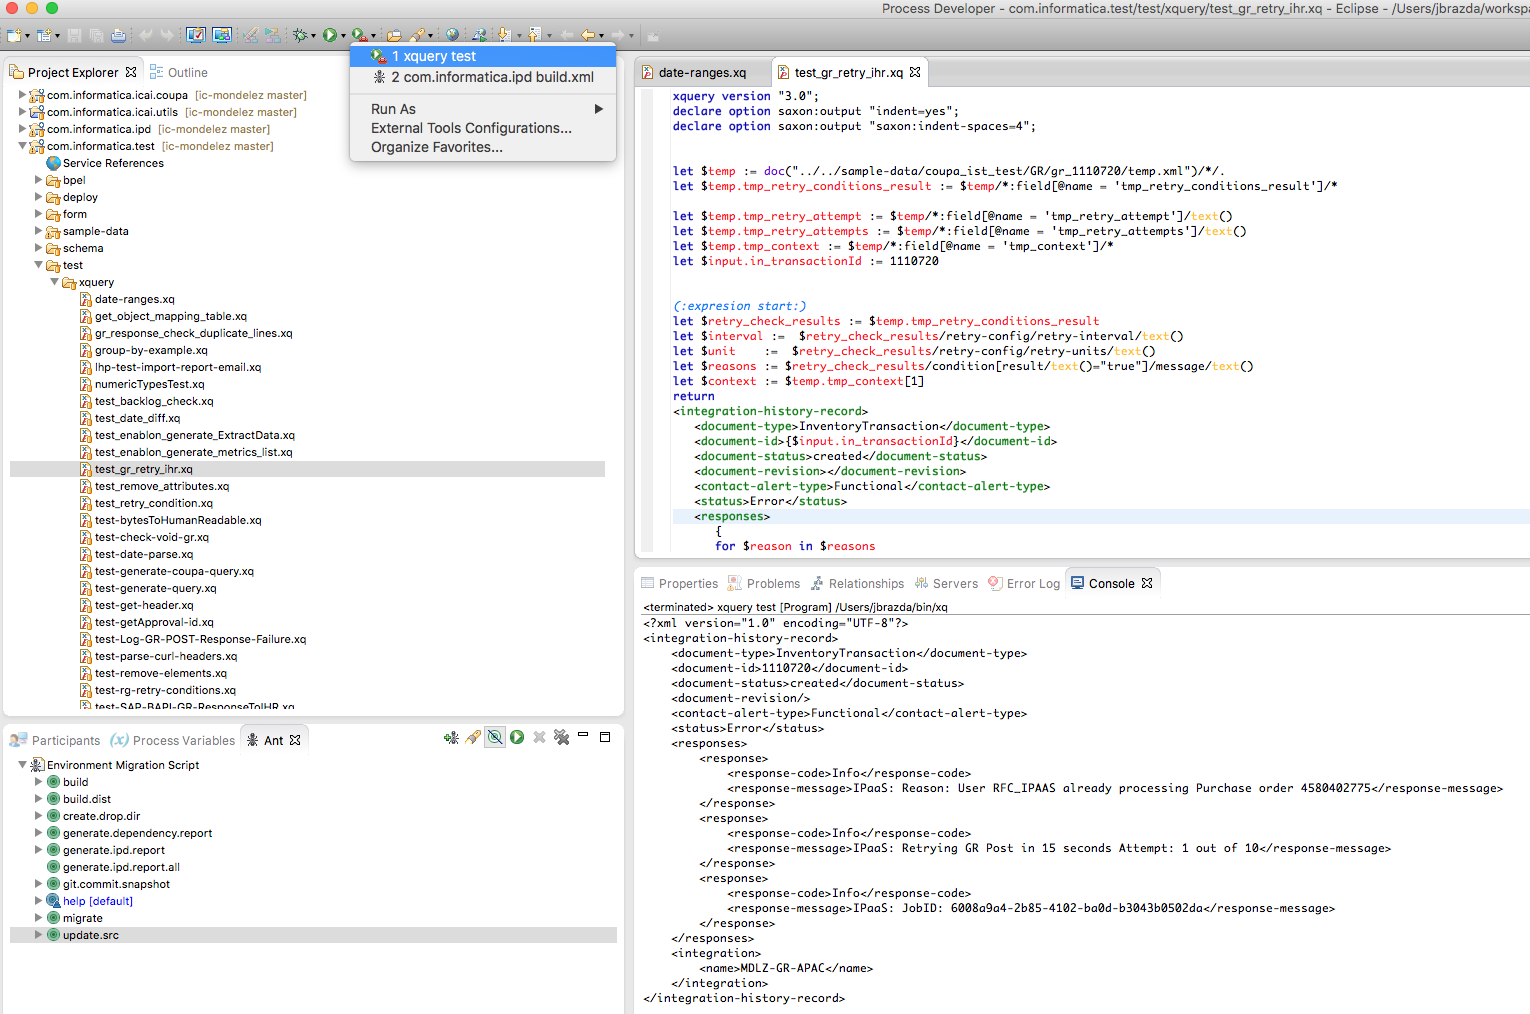 Process Developer - com.informatica.test/test/xquery/test_gr_retry_ihr.xq - Eclipse - /Users/jbrazda/workspa
1 xquery test
2 com.informatica.ipd build.xml
Run As
External Tools Configurations...
Organize Favorites...
Project Explorer
Outline
com.informatica.icai.coupa [ic-mondelez master]
com.informatica.icai.utils [ic-mondelez master]
com.informatica.ipd [ic-mondelez master]
com.informatica.test [ic-mondelez master]
Service References
bpel
deploy
form
sample-data
schema
test
xquery
date-ranges.xq
get_object_mapping_table.xq
gr_response_check_duplicate_lines.xq
group-by-example.xq
lhp-test-import-report-email.xq
numericTypesTest.xq
test_backlog_check.xq
test_date_diff.xq
test_enablon_generate_ExtractData.xq
test_enablon_generate_metrics_list.xq
test_gr_retry_ihr.xq
test_remove_attributes.xq
test_retry_condition.xq
test-bytesToHumanReadable.xq
test-check-void-gr.xq
test-date-parse.xq
test-generate-coupa-query.xq
test-generate-query.xq
test-get-header.xq
test-getApproval-id.xq
test-Log-GR-POST-Response-Failure.xq
test-parse-curl-headers.xq
test-remove-elements.xq
test-rg-retry-conditions.xq
test-SAP-BAPI-GR-ResponseToIHR.xq
Participants
(x) Process Variables
Ant
Environment Migration Script
build
build.dist
create.drop.dir
generate.dependency.report
generate.ipd.report
generate.ipd.report.all
git.commit.snapshot
help [default]
migrate
update.src
date-ranges.xq
test_gr_retry_ihr.xq
xquery version "3.0";
declare option saxon:output "indent=yes";
declare option saxon:output "saxon:indent-spaces=4";
let $temp := doc("../../sample-data/coupa_ist_test/GR/gr_1110720/temp.xml")/*/.
let $temp.tmp_retry_conditions_result := $temp/*:field[@name = 'tmp_retry_conditions_result']/*
let $temp.tmp_retry_attempt := $temp/*:field[@name = 'tmp_retry_attempt']/text()
let $temp.tmp_retry_attempts := $temp/*:field[@name = 'tmp_retry_attempts']/text()
let $temp.tmp_context := $temp/*:field[@name = 'tmp_context']/*
let $input.in_transactionId := 1110720
(:expresion start:)
let $retry_check_results := $temp.tmp_retry_conditions_result
let $interval := $retry_check_results/retry-config/retry-interval/text()
let $unit := $retry_check_results/retry-config/retry-units/text()
let $reasons := $retry_check_results/condition[result/text()="true"]/message/text()
let $context := $temp.tmp_context[1]
return
<integration-history-record>
<document-type>InventoryTransaction</document-type>
<document-id>{$input.in_transactionId}</document-id>
<document-status>created</document-status>
<document-revision></document-revision>
<contact-alert-type>Functional</contact-alert-type>
<status>Error</status>
<responses>
{
for $reason in $reasons
Properties
Problems
Relationships
Servers
Error Log
Console
<terminated> xquery test [Program] /Users/jbrazda/bin/xq
<?xml version="1.0" encoding="UTF-8"?>
<integration-history-record>
<document-type>InventoryTransaction</document-type>
<document-id>1110720</document-id>
<document-status>created</document-status>
<document-revision/>
<contact-alert-type>Functional</contact-alert-type>
<status>Error</status>
<responses>
<response>
<response-code>Info</response-code>
<response-message>IPaaS: Reason: User RFC_IPAAS already processing Purchase order 4580402775</response-message>
</response>
<response>
<response-code>Info</response-code>
<response-message>IPaaS: Retrying GR Post in 15 seconds Attempt: 1 out of 10</response-message>
</response>
<response>
<response-code>Info</response-code>
<response-message>IPaaS: JobID: 6008a9a4-2b85-4102-ba0d-b3043b0502da</response-message>
</response>
</responses>
<integration>
<name>MDLZ-GR-APAC</name>
</integration>
</integration-history-record>